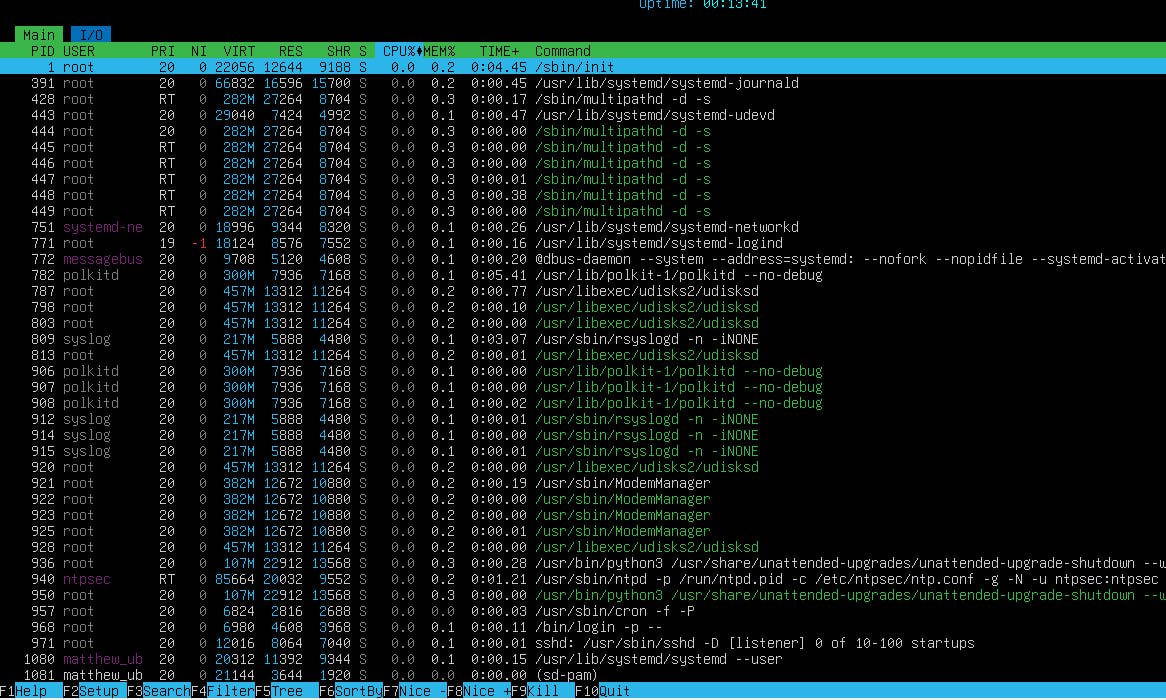 Uptime: 00:13:41
Main I/O
PID USER PRI NI VIRT RES SHR S CPU% MEM% TIME+ Command
1 root 20 0 22056 12644 9188 S 0.0 0.2 0:04.45 /sbin/init
391 root 20 0 66832 16596 15700 S 0.0 0.2 0:00.45 /usr/lib/systemd/systemd-journald
428 root RT 0 282M 27264 8704 S 0.0 0.3 0:00.17 /sbin/multipathd -d -s
443 root 20 0 29040 7424 4992 S 0.0 0.1 0:00.47 /usr/lib/systemd/systemd-udevd
444 root 20 0 282M 27264 8704 S 0.0 0.3 0:00.00 /sbin/multipathd -d -s
445 root RT 0 282M 27264 8704 S 0.0 0.3 0:00.00 /sbin/multipathd -d -s
446 root RT 0 282M 27264 8704 S 0.0 0.3 0:00.00 /sbin/multipathd -d -s
447 root RT 0 282M 27264 8704 S 0.0 0.3 0:00.01 /sbin/multipathd -d -s
448 root RT 0 282M 27264 8704 S 0.0 0.3 0:00.38 /sbin/multipathd -d -s
449 root RT 0 282M 27264 8704 S 0.0 0.3 0:00.00 /sbin/multipathd -d -s
751 systemd-ne 20 0 18996 9344 8320 S 0.0 0.1 0:00.26 /usr/lib/systemd/systemd-networkd
771 root 19 -1 18124 8576 7552 S 0.0 0.1 0:00.16 /usr/lib/systemd/systemd-logind
772 messagebus 20 0 9708 5120 4608 S 0.0 0.1 0:00.20 @dbus-daemon --system --address=systemd: --nofork --nopidfile --systemd-activat
782 polkitd 20 0 300M 7936 7168 S 0.0 0.1 0:05.41 /usr/lib/polkit-1/polkitd --no-debug
787 root 20 0 457M 13312 11264 S 0.0 0.2 0:00.77 /usr/libexec/udisks2/udisksd
798 root 20 0 457M 13312 11264 S 0.0 0.2 0:00.10 /usr/libexec/udisks2/udisksd
803 root 20 0 457M 13312 11264 S 0.0 0.2 0:00.00 /usr/libexec/udisks2/udisksd
809 syslog 20 0 217M 5888 4480 S 0.0 0.1 0:03.07 /usr/sbin/rsyslogd -n -iNONE
813 root 20 0 457M 13312 11264 S 0.0 0.2 0:00.01 /usr/libexec/udisks2/udisksd
906 polkitd 20 0 300M 7936 7168 S 0.0 0.1 0:00.00 /usr/lib/polkit-1/polkitd --no-debug
907 polkitd 20 0 300M 7936 7168 S 0.0 0.1 0:00.00 /usr/lib/polkit-1/polkitd --no-debug
908 polkitd 20 0 300M 7936 7168 S 0.0 0.1 0:00.02 /usr/lib/polkit-1/polkitd --no-debug
912 syslog 20 0 217M 5888 4480 S 0.0 0.1 0:00.01 /usr/sbin/rsyslogd -n -iNONE
914 syslog 20 0 217M 5888 4480 S 0.0 0.1 0:00.00 /usr/sbin/rsyslogd -n -iNONE
915 syslog 20 0 217M 5888 4480 S 0.0 0.1 0:00.01 /usr/sbin/rsyslogd -n -iNONE
920 root 20 0 457M 13312 11264 S 0.0 0.2 0:00.00 /usr/libexec/udisks2/udisksd
921 root 20 0 382M 12672 10880 S 0.0 0.2 0:00.19 /usr/sbin/ModemManager
922 root 20 0 382M 12672 10880 S 0.0 0.2 0:00.00 /usr/sbin/ModemManager
923 root 20 0 382M 12672 10880 S 0.0 0.2 0:00.00 /usr/sbin/ModemManager
925 root 20 0 382M 12672 10880 S 0.0 0.2 0:00.01 /usr/sbin/ModemManager
928 root 20 0 457M 13312 11264 S 0.0 0.2 0:00.00 /usr/libexec/udisks2/udisksd
936 root 20 0 107M 22912 13568 S 0.0 0.3 0:00.28 /usr/bin/python3 /usr/share/unattended-upgrades/unattended-upgrade-shutdown --w
940 ntpsec RT 0 85664 20032 9552 S 0.0 0.2 0:01.21 /usr/sbin/ntpd -p /run/ntpd.pid -c /etc/ntpsec/ntp.conf -g -N -u ntpsec:ntpsec
950 root 20 0 107M 22912 13568 S 0.0 0.3 0:00.00 /usr/bin/python3 /usr/share/unattended-upgrades/unattended-upgrade-shutdown --w
957 root 20 0 6824 2816 2688 S 0.0 0.0 0:00.03 /usr/sbin/cron -f -P
968 root 20 0 6980 4608 3968 S 0.0 0.1 0:00.11 /bin/login -p --
971 root 20 0 12016 8064 7040 S 0.0 0.1 0:00.01 sshd: /usr/sbin/sshd -D [listener] 0 of 10-100 startups
1080 matthew_ub 20 0 20312 11392 9344 S 0.0 0.1 0:00.15 /usr/lib/systemd/systemd --user
1081 matthew_ub 20 0 21144 3644 1920 S 0.0 0.0 0:00.00 (sd-pam)
F1Help F2Setup F3SearchF4FilterF5Tree F6SortByF7Nice -F8Nice +F9Kill F10Quit